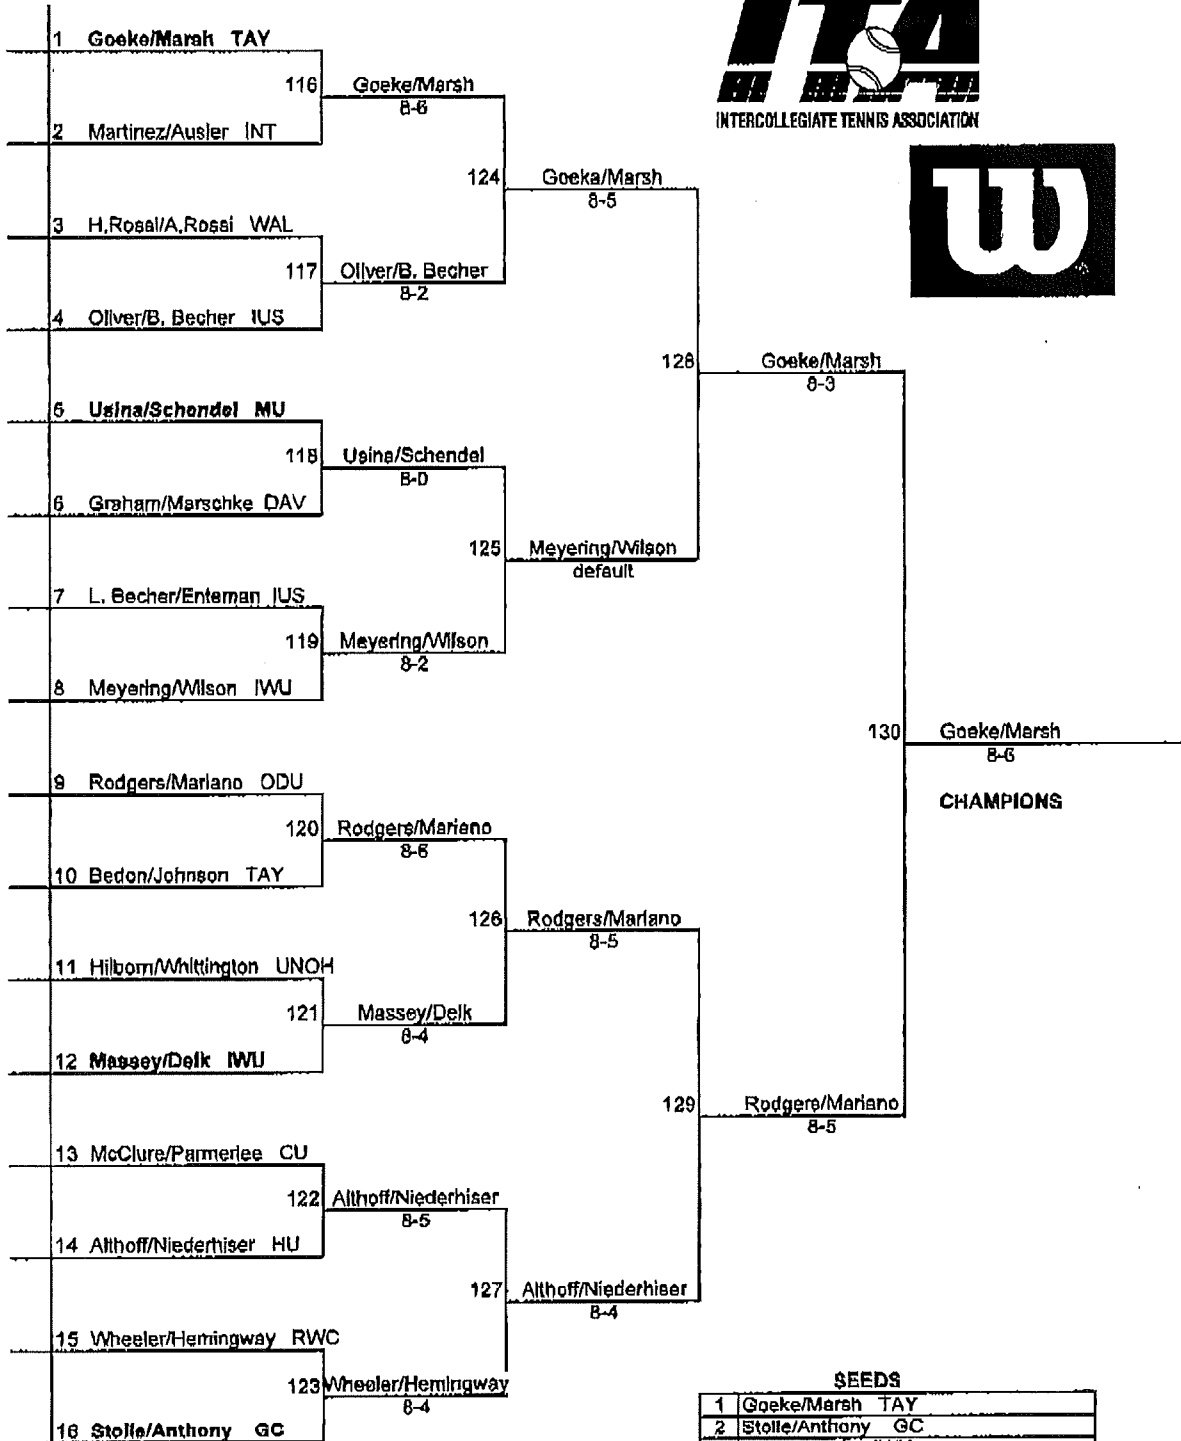 ITA
INTERCOLLEGIATE TENNIS ASSOCIATION
W
1 Goeke/Marsh TAY
116 Goeke/Marsh
8-6
2 Martinez/Ausler INT
124 Goeka/Marsh
8-5
3 H.Rosal/A.Rossi WAL
117 Oliver/B. Becher
8-2
4 Oliver/B. Becher IUS
128 Goeke/Marsh
8-3
5 Usina/Schendel MU
118 Usina/Schendel
8-0
6 Graham/Marschke DAV
125 Meyering/Wilson
default
7 L. Becher/Enteman IUS
119 Meyering/Wilson
8-2
8 Meyering/Wilson IWU
130 Goeke/Marsh
8-6
CHAMPIONS
9 Rodgers/Mariano ODU
120 Rodgers/Mariano
8-6
10 Bedon/Johnson TAY
126 Rodgers/Mariano
8-5
11 Hilborn/Whittington UNOH
121 Massey/Delk
8-4
12 Massey/Delk IWU
129 Rodgers/Mariano
8-5
13 McClure/Parmerlee CU
122 Althoff/Niederhiser
8-5
14 Althoff/Niederhiser HU
127 Althoff/Niederhiser
8-4
15 Wheeler/Hemingway RWC
123 Wheeler/Hemingway
8-4
16 Stolle/Anthony GC
SEEDS
1 Goeke/Marsh TAY
2 Stolle/Anthony GC